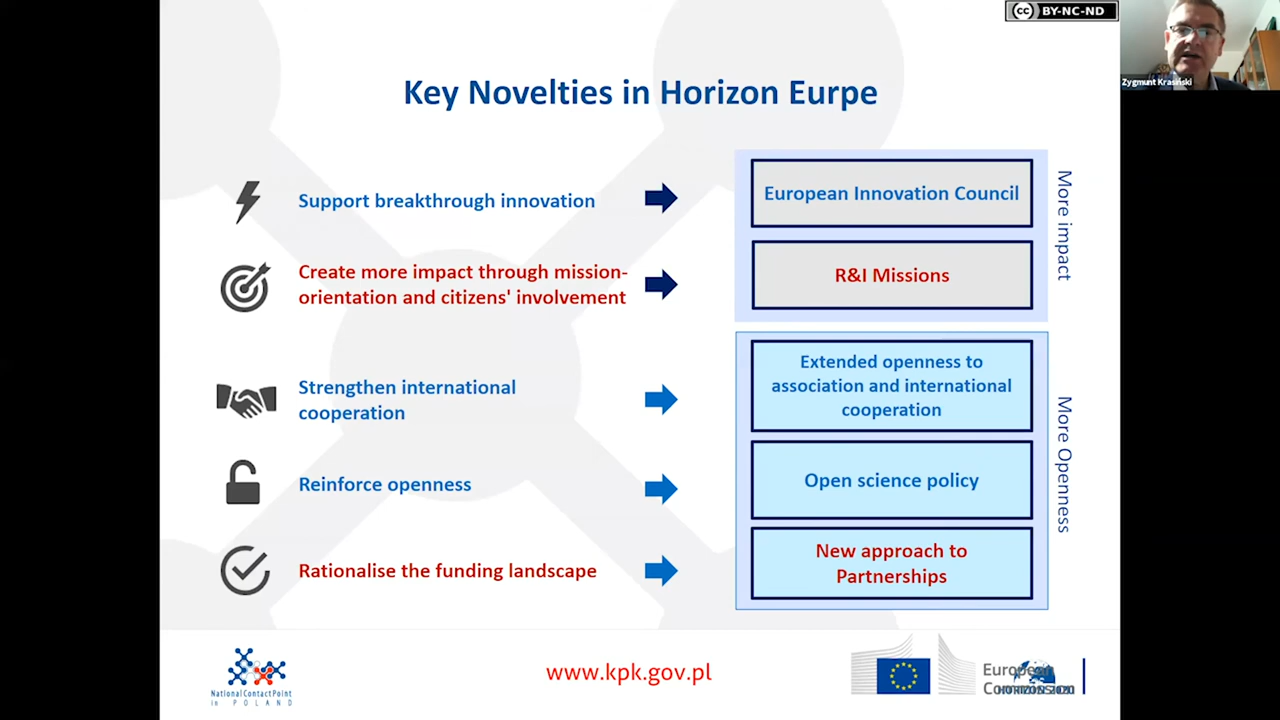 cc BY-NC-ND
Zygmunt Krasiński
Key Novelties in Horizon Eurpe
Support breakthrough innovation
European Innovation Council
Create more impact through mission-
orientation and citizens' involvement
R&I Missions
More impact
Strengthen international
cooperation
Extended openness to
association and international
cooperation
Reinforce openness
Open science policy
Rationalise the funding landscape
New approach to
Partnerships
More Openness
NationalContactPoint
in POLAND
www.kpk.gov.pl
European
Commission
HORIZON 2020